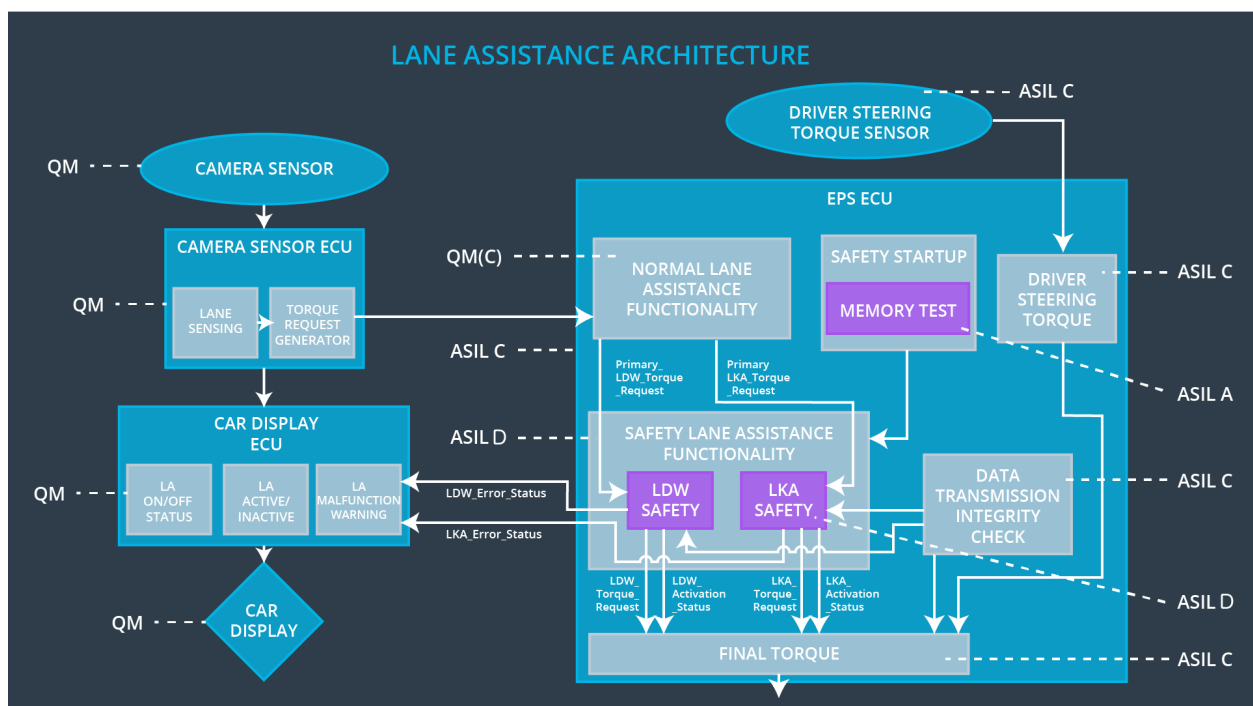 LANE ASSISTANCE ARCHITECTURE
ASIL C
DRIVER STEERING
TORQUE SENSOR
QM
CAMERA SENSOR
EPS ECU
CAMERA SENSOR ECU
QM(C)
NORMAL LANE
ASSISTANCE
FUNCTIONALITY
SAFETY STARTUP
MEMORY TEST
DRIVER
STEERING
TORQUE
ASIL C
QM
LANE
SENSING
TORQUE
REQUEST
GENERATOR
ASIL C
Primary_
LDW_Torque
_Request
Primary
LKA_Torque
_Request
ASIL A
CAR DISPLAY
ECU
ASIL D
SAFETY LANE ASSISTANCE
FUNCTIONALITY
QM
LA
ON/OFF
STATUS
LA
ACTIVE/
INACTIVE
LA
MALFUNCTION
WARNING
LDW_Error_Status
LKA_Error_Status
LDW
SAFETY
LKA
SAFETY
DATA
TRANSMISSION
INTEGRITY
CHECK
ASIL C
LDW_
Torque_
Request
LDW_
Activation
_Status
LKA_
Torque_
Request
LKA_
Activation
_Status
ASIL D
QM
CAR
DISPLAY
FINAL TORQUE
ASIL C